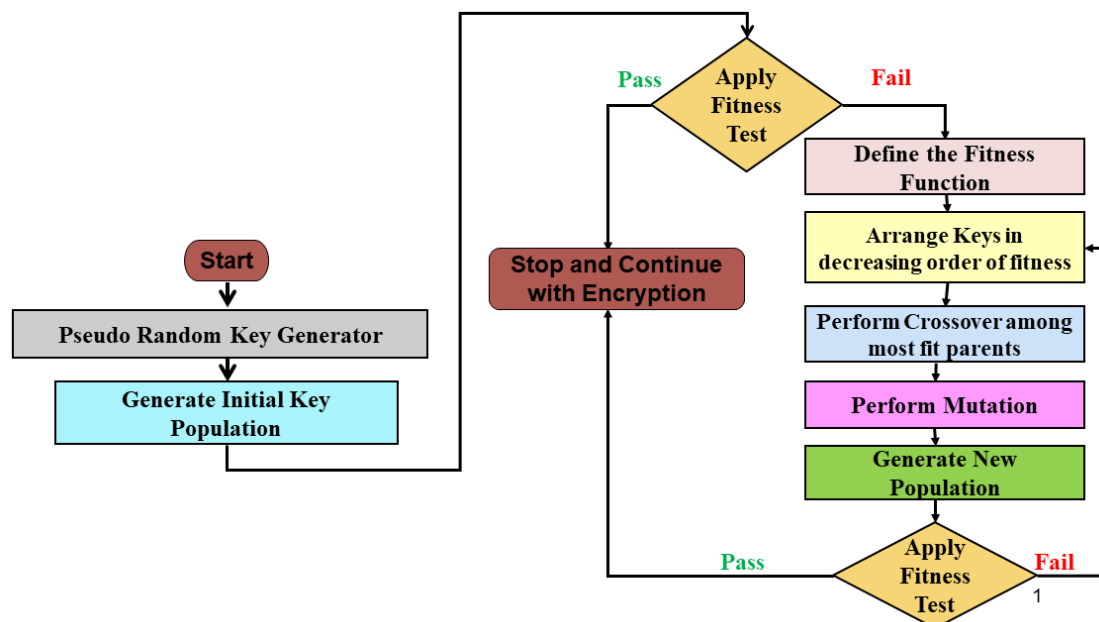 Start
Pseudo Random Key Generator
Generate Initial Key
Population
Apply
Fitness
Test
Pass
Fail
Define the Fitness
Function
Arrange Keys in
decreasing order of fitness
Perform Crossover among
most fit parents
Perform Mutation
Generate New
Population
Apply
Fitness
Test
Pass
Fail
1
Stop and Continue
with Encryption